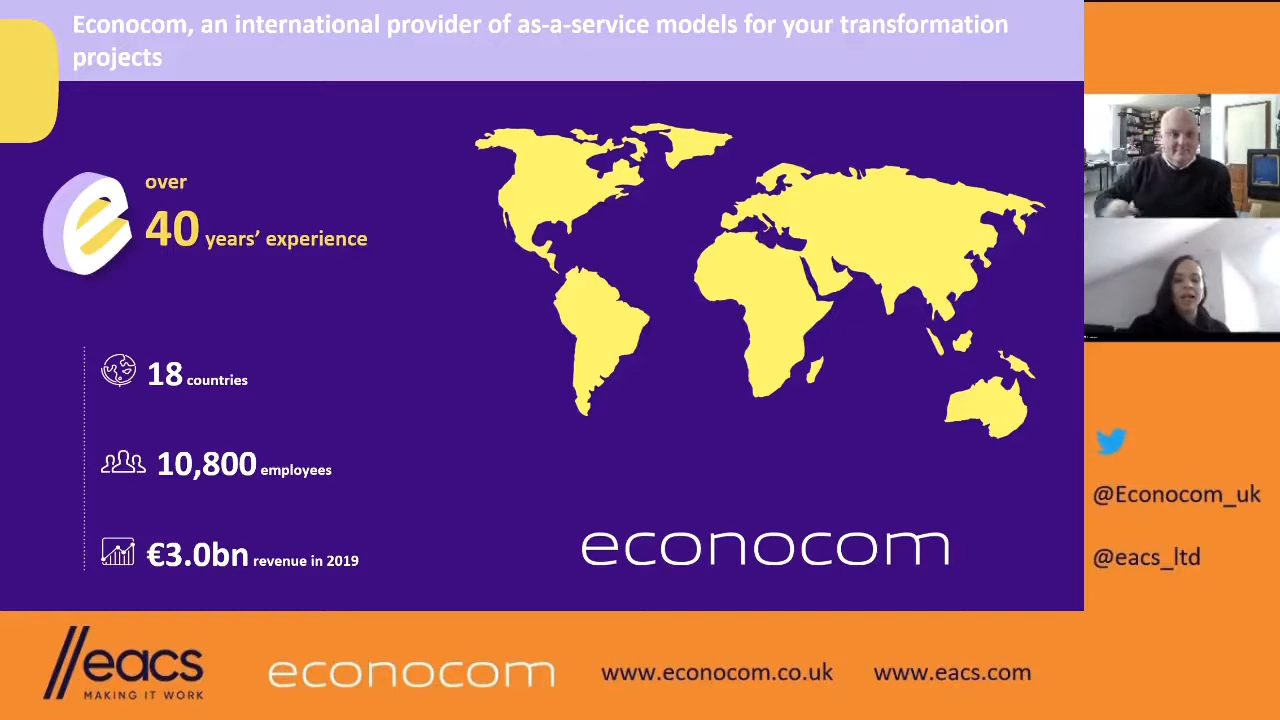 Econocom, an international provider of as-a-service models for your transformation
projects
over
40 years’ experience
18 countries
10,800 employees
€3.0bn revenue in 2019
econocom
@Econocom_uk
@eacs_ltd
//eacs
MAKING IT WORK
econocom
www.econocom.co.uk
www.eacs.com